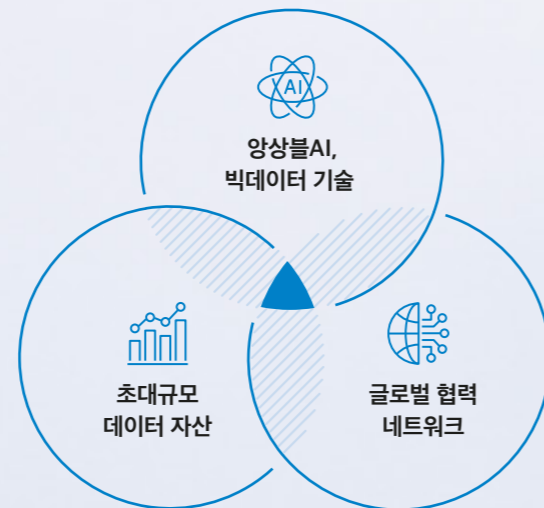 AI
앙상블AI,
빅데이터 기술
초대규모
데이터 자산
글로벌 협력
네트워크